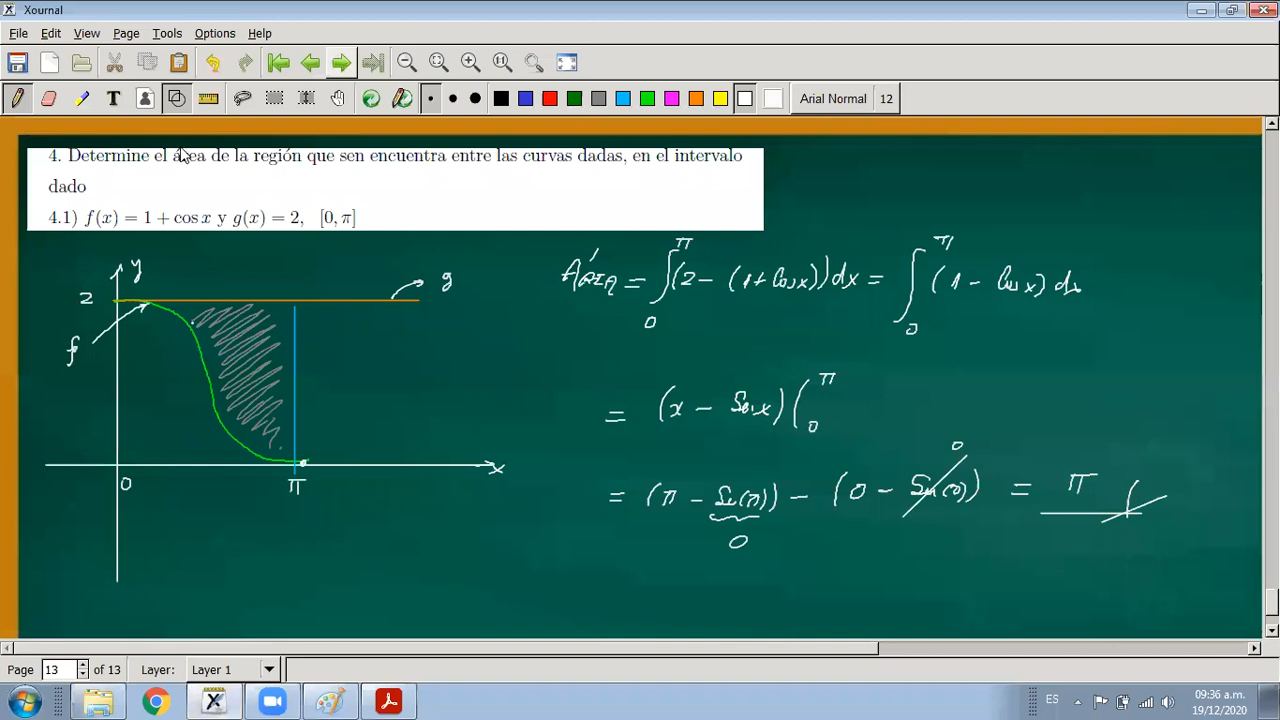 Xournal
File Edit View Page Tools Options Help
Arial Normal 12
4. Determine el área de la región que sen encuentra entre las curvas dadas, en el intervalo
dado
4.1) f(x) = 1 + cos x y g(x) = 2, [0, π]
y
2
g
f
0
π
x
ÁREA = ∫₀^π (2 - (1 + Cos x)) dx = ∫₀^π (1 - Cos x) dx
= (x - Sen x) (₀^π
= (π - Sen(π)) - (0 - Sen(0)) = π
0
0
Page 13 of 13 Layer: Layer 1
ES
09:36 a.m.
19/12/2020